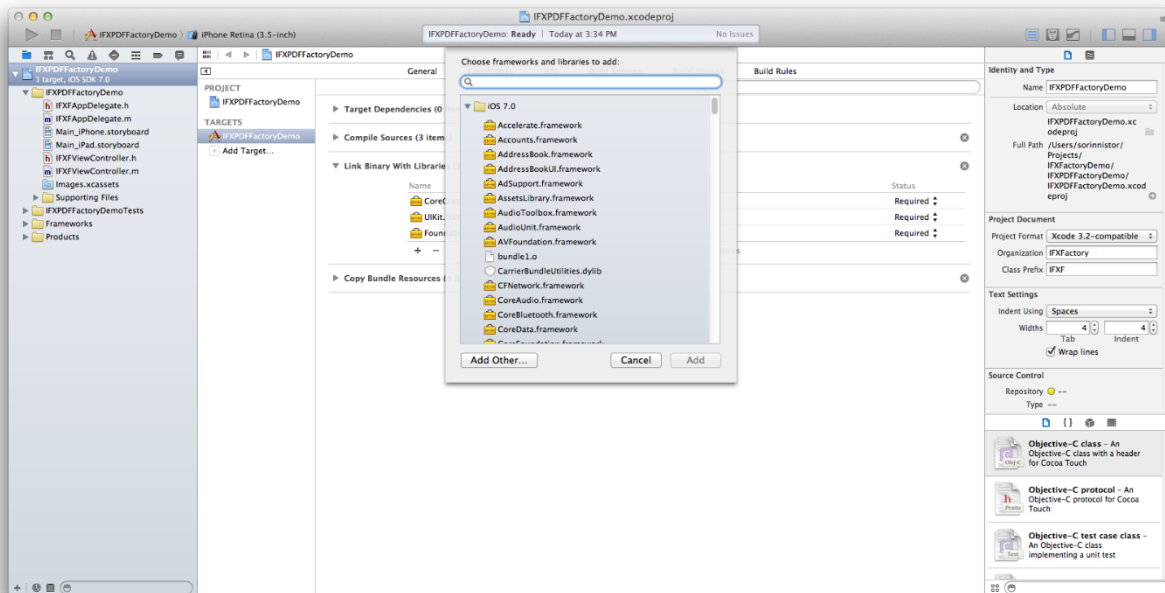 IFXPDFFactoryDemo.xcodeproj
IFXPDFFactoryDemo
iPhone Retina (3.5-inch)
IFXPDFFactoryDemo: Ready | Today at 3:34 PM
No Issues
IFXPDFFactoryDemo
1 target, iOS SDK 7.0
IFXPDFFactoryDemo
IFXFAppDelegate.h
IFXFAppDelegate.m
Main_iPhone.storyboard
Main_iPad.storyboard
IFXFViewController.h
IFXFViewController.m
Images.xcassets
Supporting Files
IFXPDFFactoryDemoTests
Frameworks
Products
IFXPDFFactoryDemo
General
Build Rules
PROJECT
IFXPDFFactoryDemo
TARGETS
IFXPDFFactoryDemo
Add Target...
Target Dependencies (0
Compile Sources (3 item
Link Binary With Librarie
Name
Status
Required
UIKit.
Required
Required
Copy Bundle Resources (
Choose frameworks and libraries to add:
iOS 7.0
Accelerate.framework
Accounts.framework
AddressBook.framework
AddressBookUI.framework
AdSupport.framework
AssetsLibrary.framework
AudioToolbox.framework
AudioUnit.framework
AVFoundation.framework
bundle1.o
CarrierBundleUtilities.dylib
CFNetwork.framework
CoreAudio.framework
CoreBluetooth.framework
CoreData.framework
CoreFoundation.framework
Add Other...
Cancel
Add
Identity and Type
Name IFXPDFFactoryDemo
Location Absolute
IFXPDFFactoryDemo.xc
odeproj
Full Path /Users/sorinnistor/
Projects/
IFXFactoryDemo/
IFXPDFFactoryDemo/
IFXPDFFactoryDemo.xcod
eproj
Project Document
Project Format Xcode 3.2-compatible
Organization IFXFactory
Class Prefix IFXF
Text Settings
Indent Using Spaces
Widths 4 4
Tab Indent
Wrap lines
Source Control
Repository --
Type --
Objective-C class - An
Objective-C class with a header
for Cocoa Touch
Objective-C protocol - An
Objective-C protocol for Cocoa
Touch
Objective-C test case class -
An Objective-C class
implementing a unit test